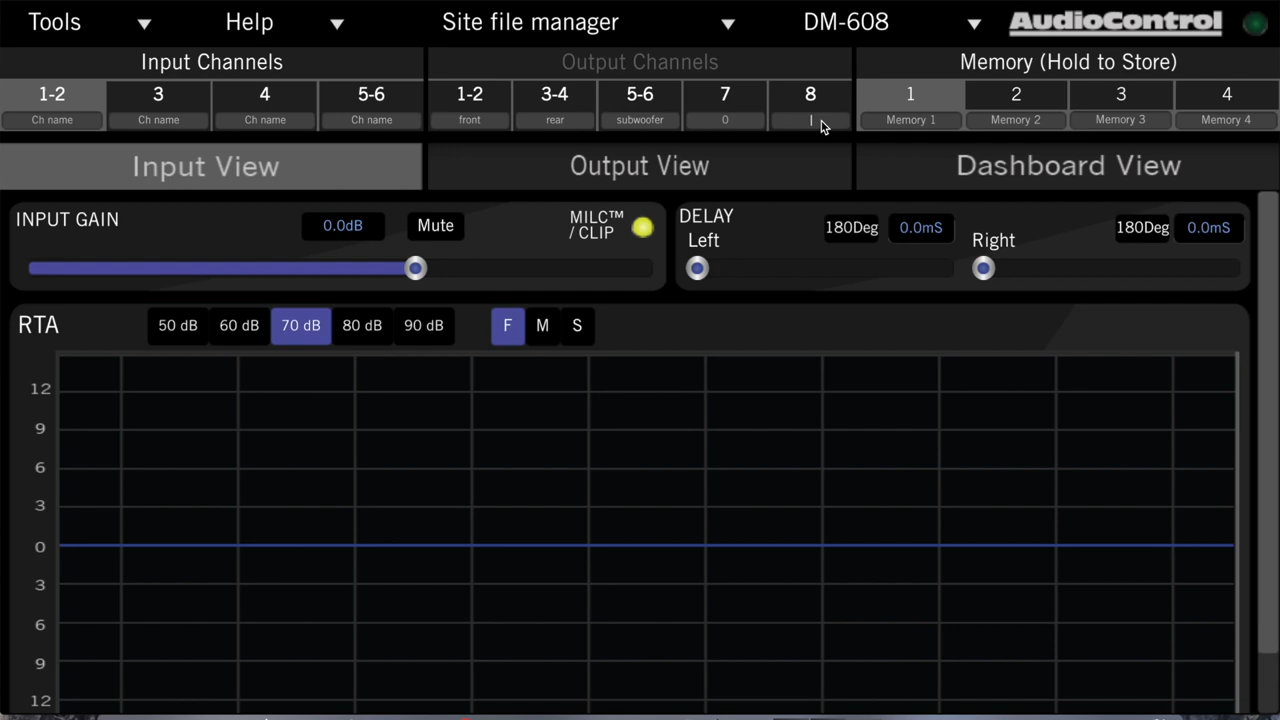 Tools Help Site file manager DM-608 AudioControl
Input Channels Output Channels Memory (Hold to Store)
1-2 3 4 5-6 1-2 3-4 5-6 7 8 1 2 3 4
Ch name Ch name Ch name Ch name front rear subwoofer 0 Memory 1 Memory 2 Memory 3 Memory 4
Input View Output View Dashboard View
INPUT GAIN 0.0dB Mute MILC™ / CLIP
DELAY
Left 180Deg 0.0mS Right 180Deg 0.0mS
RTA 50 dB 60 dB 70 dB 80 dB 90 dB F M S
12
9
6
3
0
3
6
9
12